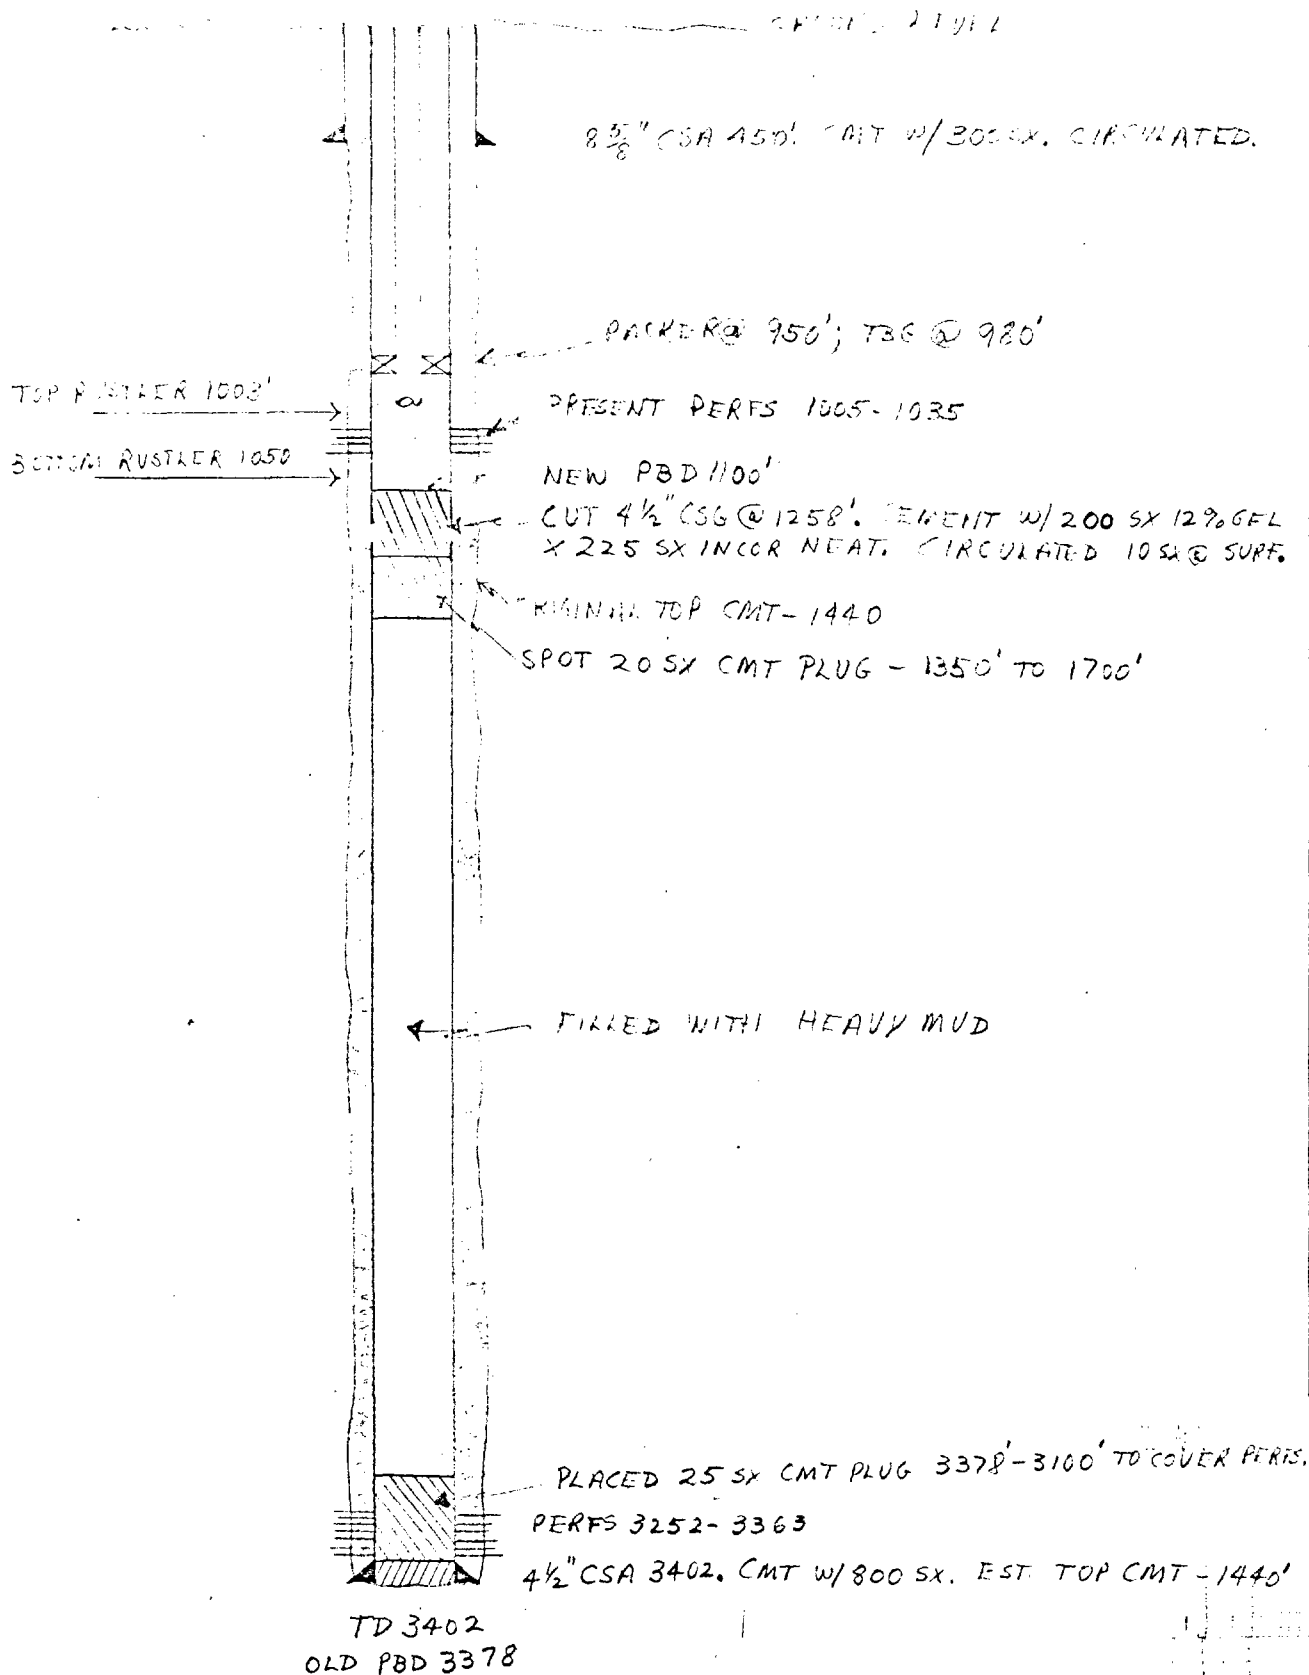 8 5/8" CSA 450'. CMT W/300 SX. CIRCULATED.
PACKER @ 950'; TBG @ 980'
TOP RUSTLER 1003'
PRESENT PERFS 1005-1035
BOTTOM RUSTLER 1050
NEW PBD 1100'
CUT 4½" CSG @ 1258'. CEMENT W/200 SX 12% GEL
X 225 SX INCOR NEAT. CIRCULATED 10 SX @ SURF.
ORIGINAL TOP CMT-1440
SPOT 20 SX CMT PLUG - 1350' TO 1700'
FILLED WITH HEAVY MUD
PLACED 25 SX CMT PLUG 3378'-3100' TO COVER PERFS.
PERFS 3252-3363
4½" CSA 3402. CMT W/800 SX. EST. TOP CMT - 1440'
TD 3402
OLD PBD 3378